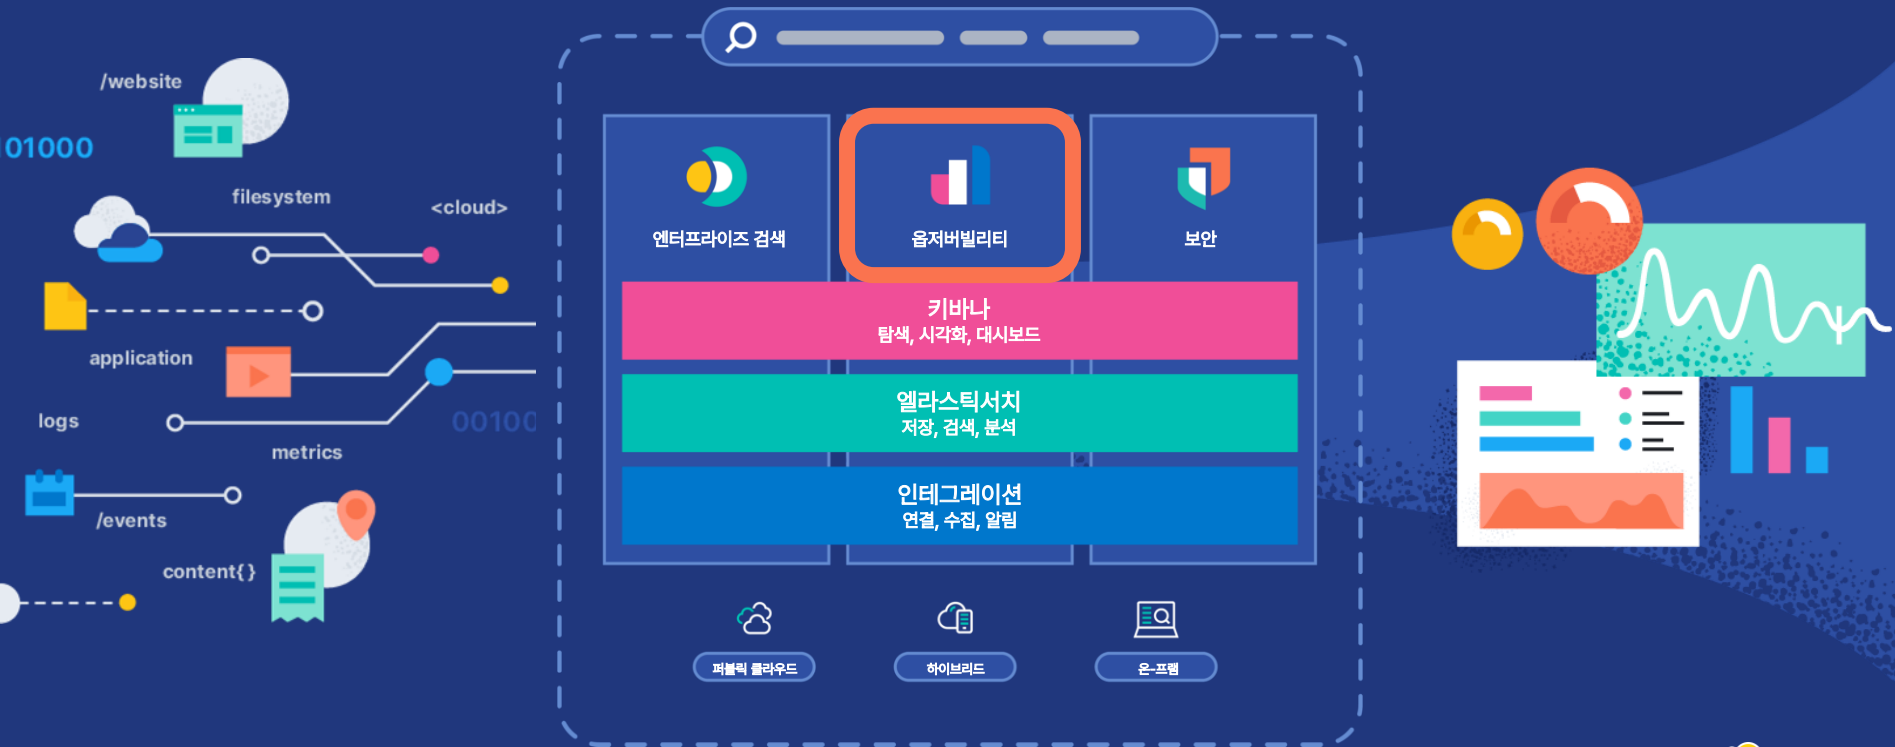 /website
101000
filesystem
<cloud>
application
logs
00100
metrics
/events
content{}
엔터프라이즈 검색
옵저버빌리티
보안
키바나
탐색, 시각화, 대시보드
엘라스틱서치
저장, 검색, 분석
인테그레이션
연결, 수집, 알림
퍼블릭 클라우드
하이브리드
온-프램